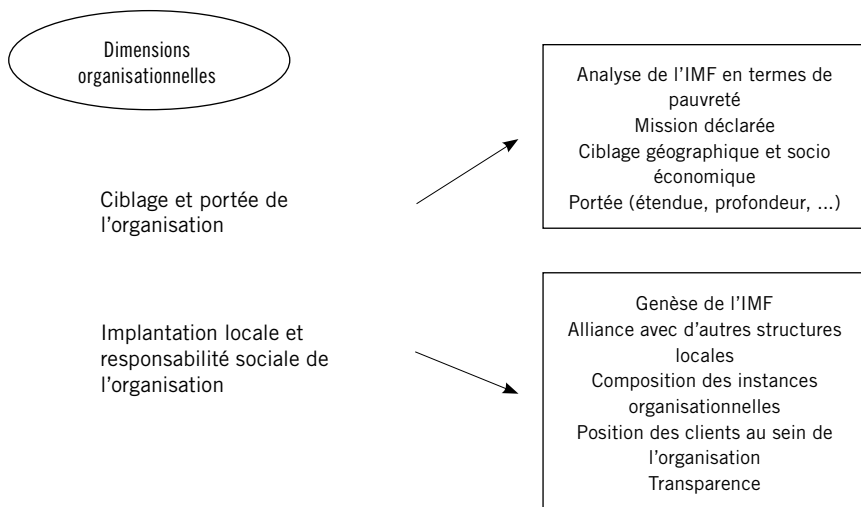 Dimensions
organisationnelles
Ciblage et portée de
l’organisation
Analyse de l’IMF en termes de
pauvreté
Mission déclarée
Ciblage géographique et socio
économique
Portée (étendue, profondeur, ...)
Implantation locale et
responsabilité sociale de
l’organisation
Genèse de l’IMF
Alliance avec d’autres structures
locales
Composition des instances
organisationnelles
Position des clients au sein de
l’organisation
Transparence